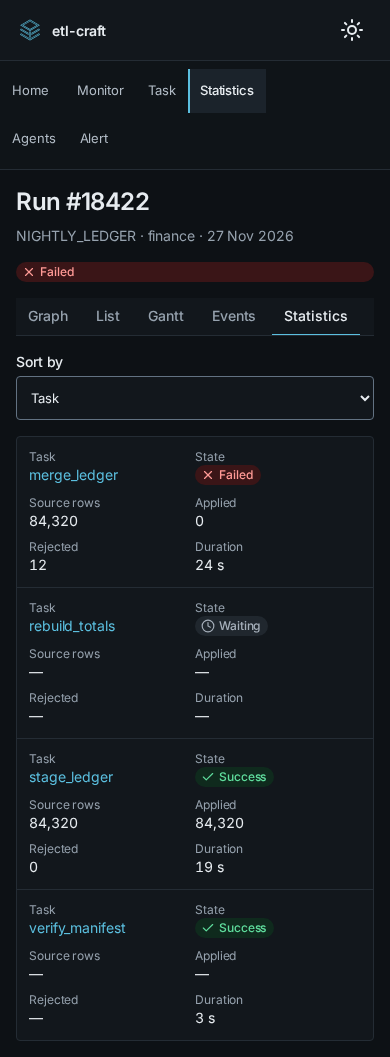 etl-craft
Home Monitor Task Statistics
Agents Alert
Run #18422
NIGHTLY_LEDGER · finance · 27 Nov 2026
Failed
Graph List Gantt Events Statistics
Sort by
Task
Task State
merge_ledger Failed
Source rows Applied
84,320 0
Rejected Duration
12 24 s
Task State
rebuild_totals Waiting
Source rows Applied
— —
Rejected Duration
— —
Task State
stage_ledger Success
Source rows Applied
84,320 84,320
Rejected Duration
0 19 s
Task State
verify_manifest Success
Source rows Applied
— —
Rejected Duration
— 3 s